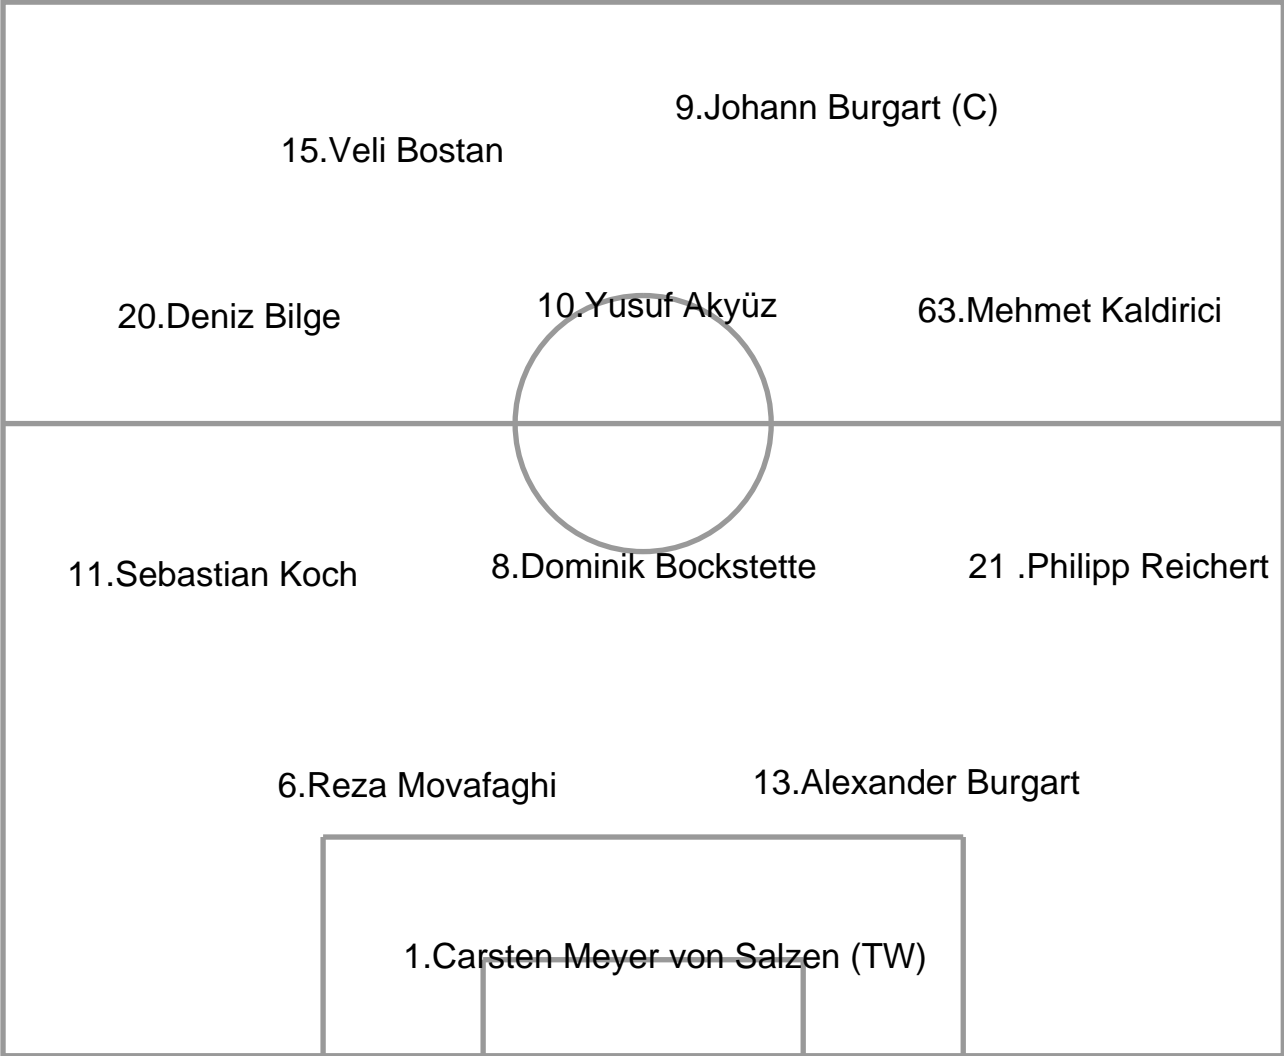 9.Johann Burgart (C)
15.Veli Bostan
20.Deniz Bilge
10.Yusuf Akyüz
63.Mehmet Kaldirici
11.Sebastian Koch
8.Dominik Bockstette
21 .Philipp Reichert
6.Reza Movafaghi
13.Alexander Burgart
1.Carsten Meyer von Salzen (TW)